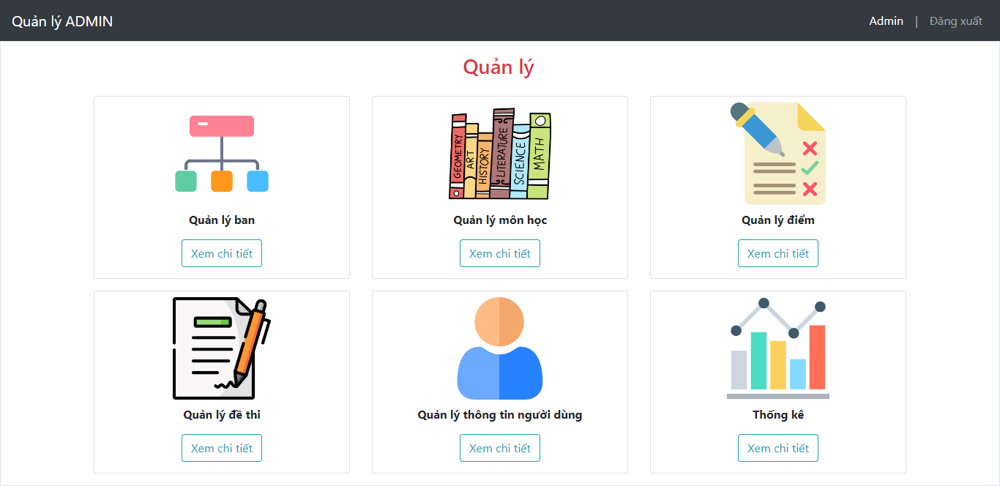 Quản lý ADMIN
Admin | Đăng xuất
Quản lý
GEOMETRY
ART
HISTORY
LITERATURE
SCIENCE
MATH
Quản lý ban
Quản lý môn học
Quản lý điểm
Xem chi tiết
Xem chi tiết
Xem chi tiết
Quản lý đề thi
Quản lý thông tin người dùng
Thống kê
Xem chi tiết
Xem chi tiết
Xem chi tiết